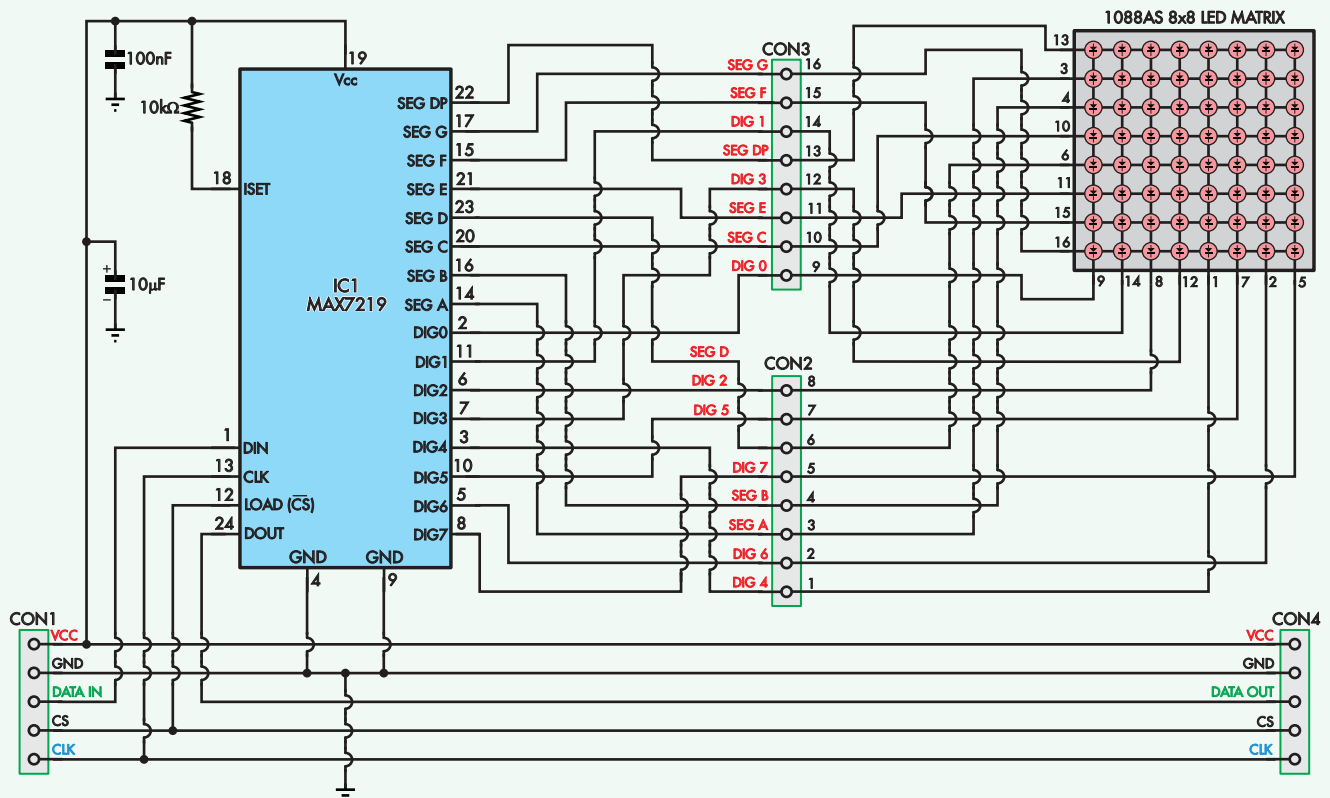 1088AS 8x8 LED MATRIX
100nF
10kΩ
+
10µF
−
19
Vcc
18
ISET
IC1
MAX7219
SEG DP
22
SEG G
17
SEG F
15
SEG E
21
SEG D
23
SEG C
20
SEG B
16
SEG A
14
DIG0
2
DIG1
11
DIG2
6
DIG3
7
DIG4
3
DIG5
10
DIG6
5
DIG7
8
1
DIN
13
CLK
12
LOAD (C̅S̅)
24
DOUT
GND
GND
4
9
CON3
SEG G
16
SEG F
15
DIG 1
14
SEG DP
13
DIG 3
12
SEG E
11
SEG C
10
DIG 0
9
CON2
SEG D
DIG 2
8
DIG 5
7
6
DIG 7
5
SEG B
4
SEG A
3
DIG 6
2
DIG 4
1
13
3
4
10
6
11
15
16
9
14
8
12
1
7
2
5
CON1
VCC
GND
DATA IN
CS
CLK
CON4
VCC
GND
DATA OUT
CS
CLK